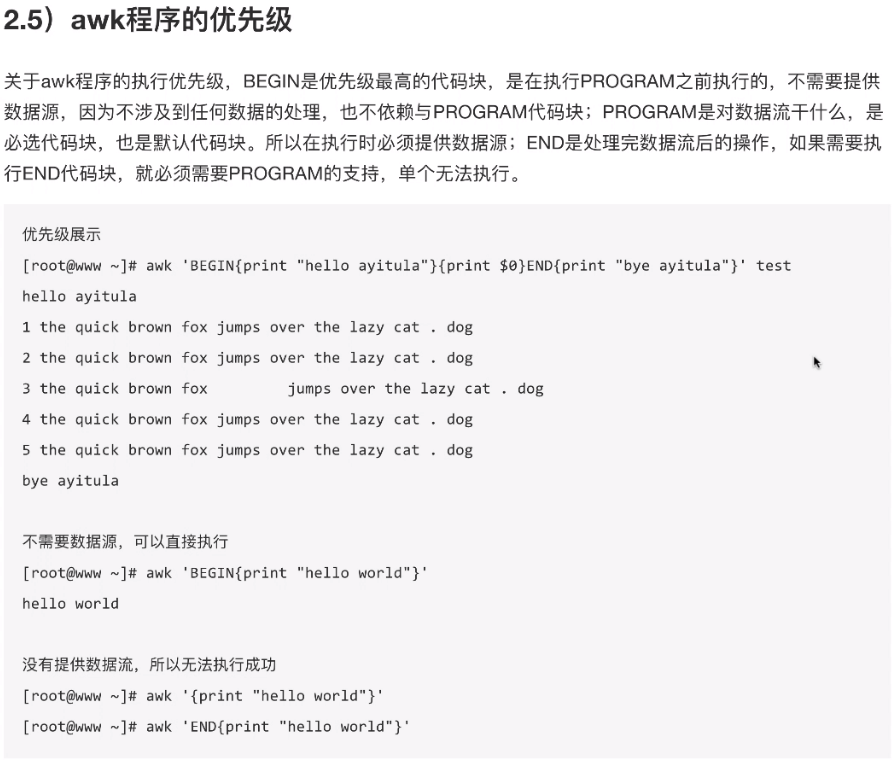 2.5）awk程序的优先级
关于awk程序的执行优先级，BEGIN是优先级最高的代码块，是在执行PROGRAM之前执行的，不需要提供
数据源，因为不涉及到任何数据的处理，也不依赖与PROGRAM代码块；PROGRAM是对数据流干什么，是
必选代码块，也是默认代码块。所以在执行时必须提供数据源；END是处理完数据流后的操作，如果需要执
行END代码块，就必须需要PROGRAM的支持，单个无法执行。
优先级展示
[root@www ~]# awk 'BEGIN{print "hello ayitula"}{print $0}END{print "bye ayitula"}' test
hello ayitula
1 the quick brown fox jumps over the lazy cat . dog
2 the quick brown fox jumps over the lazy cat . dog
3 the quick brown fox         jumps over the lazy cat . dog
4 the quick brown fox jumps over the lazy cat . dog
5 the quick brown fox jumps over the lazy cat . dog
bye ayitula
不需要数据源，可以直接执行
[root@www ~]# awk 'BEGIN{print "hello world"}'
hello world
没有提供数据流，所以无法执行成功
[root@www ~]# awk '{print "hello world"}'
[root@www ~]# awk 'END{print "hello world"}'